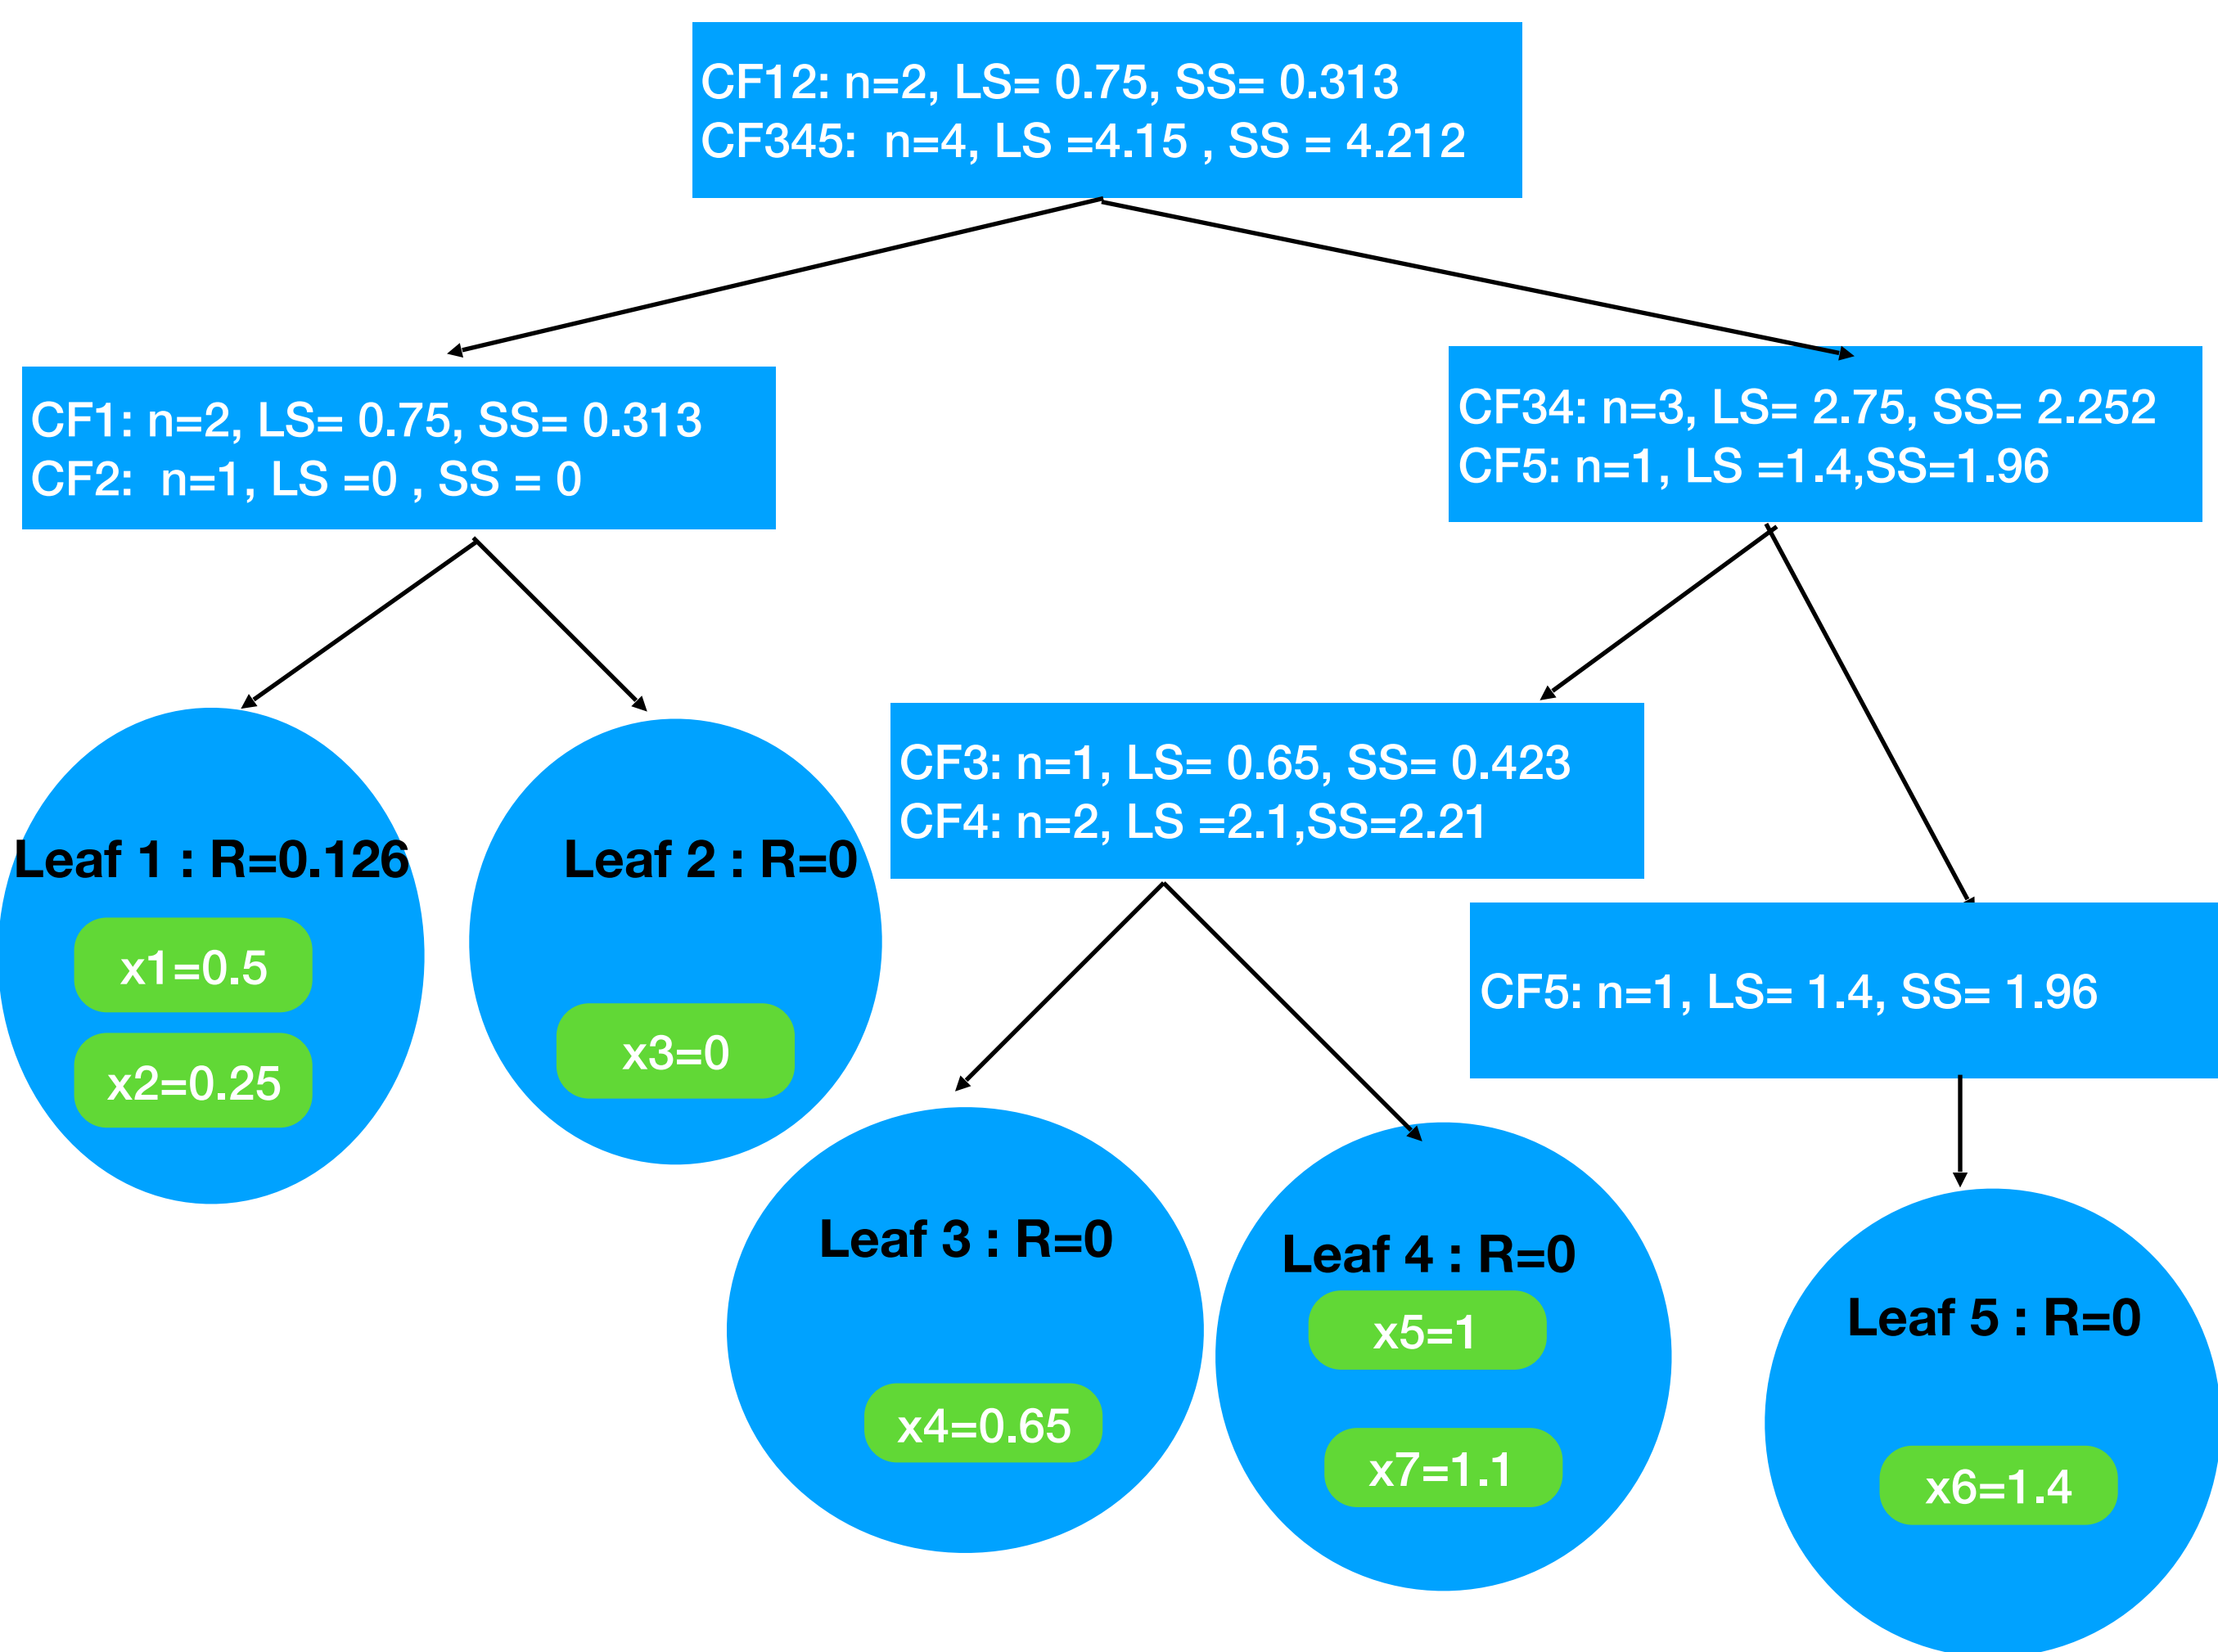 CF12: n=2, LS= 0.75, SS= 0.313
CF345:  n=4, LS =4.15 , SS = 4.212
CF1: n=2, LS= 0.75, SS= 0.313
CF2:  n=1, LS =0 , SS = 0
CF34: n=3, LS= 2.75, SS= 2.252
CF5: n=1, LS =1.4,SS=1.96
CF3: n=1, LS= 0.65, SS= 0.423
CF4: n=2, LS =2.1,SS=2.21
CF5: n=1, LS= 1.4, SS= 1.96
Leaf 1 : R=0.126
x1=0.5
x2=0.25
Leaf 2 : R=0
x3=0
Leaf 3 : R=0
x4=0.65
Leaf 4 : R=0
x5=1
x7=1.1
Leaf 5 : R=0
x6=1.4